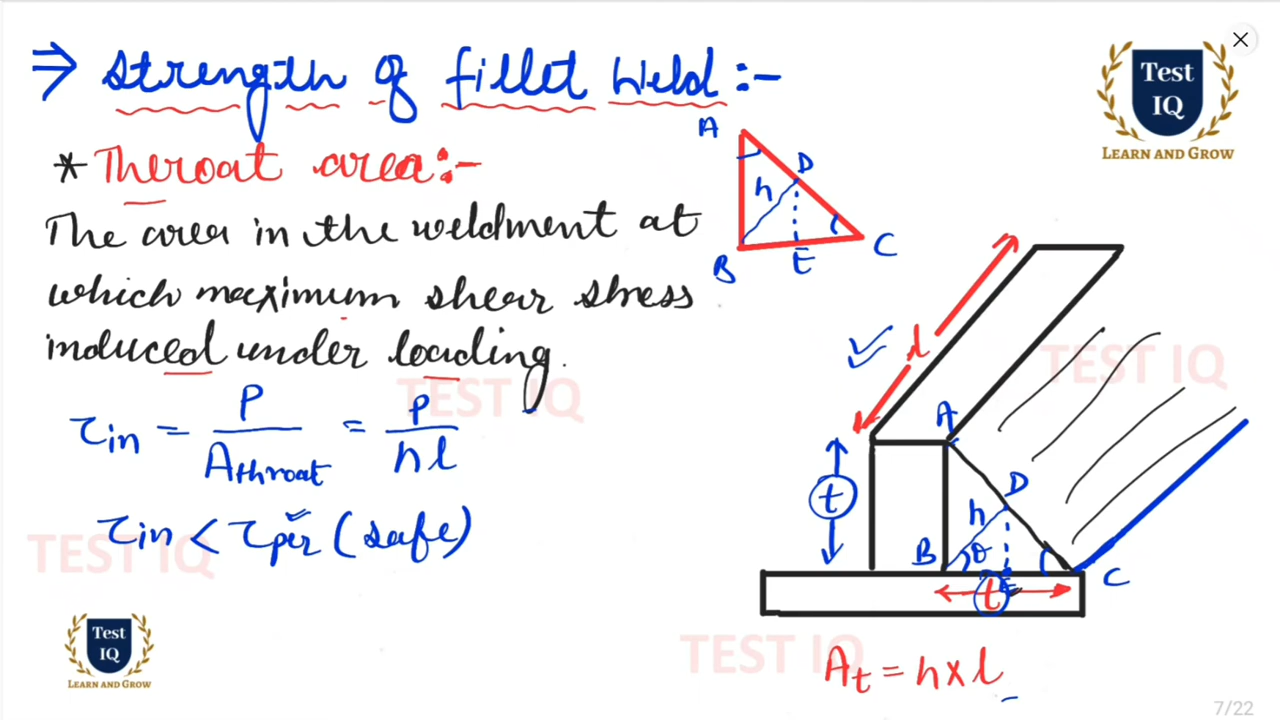 ⇒ Strength of fillet Weld:-
* Theroat area:-
The area in the weldment at
which maximum shear stress
induced under loading.
τin = P / Athroat = P / hl
τin < τper (safe)
A
h
D
B
E
C
l
A
t
D
h
B
θ
C
t
E
At = h×l
Test
IQ
LEARN AND GROW
Test
IQ
LEARN AND GROW
TEST IQ
TEST IQ
TEST IQ
TEST IQ
7/22